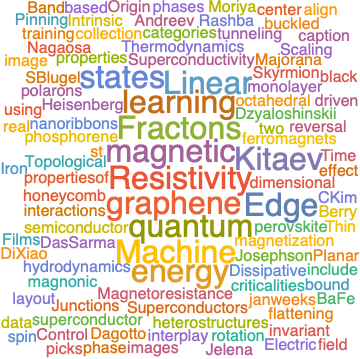 Band based Origin phases Moriya
Pinning Intrinsic Andreev Rashba center align
training collection categories tunneling buckled
Nagaosa Thermodynamics caption
image properties Superconductivity Majorana Scaling
SBlugel states Linear Skyrmion black
polarons learning monolayer
using Heisenberg octahedral driven
real nanoribbons Fractons Dzyaloshinskii
phosphorene two reversal
st magnetic ferromagnets
Iron Topological Kitaev Time
propertiesof Resistivity dimensional effect
honeycomb graphene Edge CKim
interactions Berry
semiconductor quantum perovskite Thin
Films DasSarma magnetization
DiXiao Machine Josephson Planar
hydrodynamics energy Dissipative include
magnonic criticalities bound
layout Magnetoresistance janweeks BaFe
Junctions Superconductors flattening
data superconductor heterostructures invariant
spin Control Dagotto interplay rotation
picks phase images Jelena Electric field